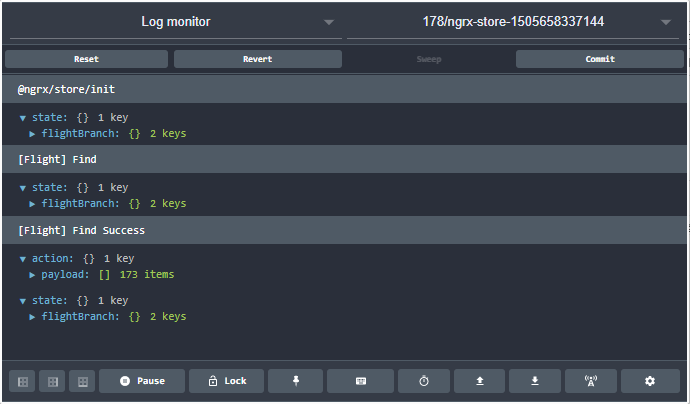 Log monitor 178/ngrx-store-1505658337144
Reset Revert Sweep Commit
@ngrx/store/init
▼ state: {} 1 key
▶ flightBranch: {} 2 keys
[Flight] Find
▼ state: {} 1 key
▶ flightBranch: {} 2 keys
[Flight] Find Success
▼ action: {} 1 key
▶ payload: [] 173 items
▼ state: {} 1 key
▶ flightBranch: {} 2 keys
Pause Lock